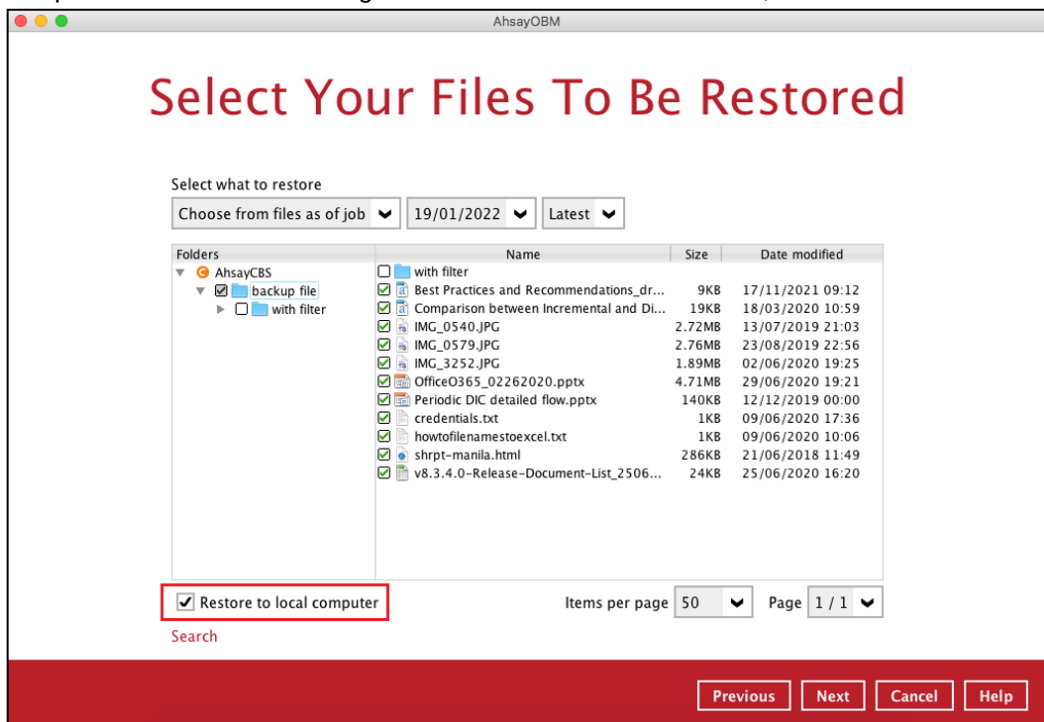 AhsayOBM
Select Your Files To Be Restored
Select what to restore
Choose from files as of job 19/01/2022 Latest
Folders Name Size Date modified
AhsayCBS
backup file
with filter
with filter
Best Practices and Recommendations_dr... 9KB 17/11/2021 09:12
Comparison between Incremental and Di... 19KB 18/03/2020 10:59
IMG_0540.JPG 2.72MB 13/07/2019 21:03
IMG_0579.JPG 2.76MB 23/08/2019 22:56
IMG_3252.JPG 1.89MB 02/06/2020 19:25
OfficeO365_02262020.pptx 4.71MB 29/06/2020 19:21
Periodic DIC detailed flow.pptx 140KB 12/12/2019 00:00
credentials.txt 1KB 09/06/2020 17:36
howtofilenamestoexcel.txt 1KB 09/06/2020 10:06
shrpt-manila.html 286KB 21/06/2018 11:49
v8.3.4.0-Release-Document-List_2506... 24KB 25/06/2020 16:20
Restore to local computer Items per page 50 Page 1 / 1
Search
Previous Next Cancel Help